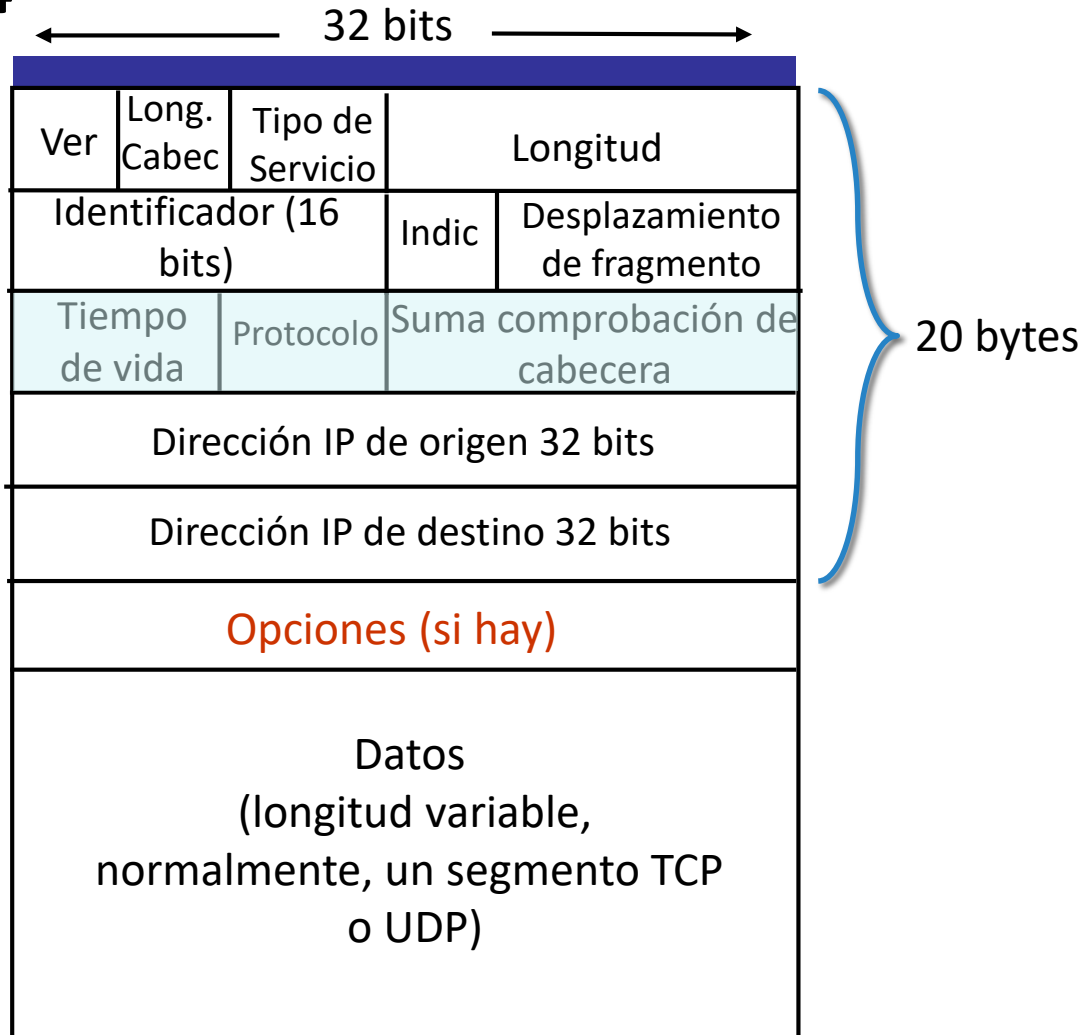 32 bits
Ver
Long.
Cabec
Tipo de
Servicio
Longitud
Identificador (16
bits)
Indic
Desplazamiento
de fragmento
Tiempo
de vida
Protocolo
Suma comprobación de
cabecera
20 bytes
Dirección IP de origen 32 bits
Dirección IP de destino 32 bits
Opciones (si hay)
Datos
(longitud variable,
normalmente, un segmento TCP
o UDP)